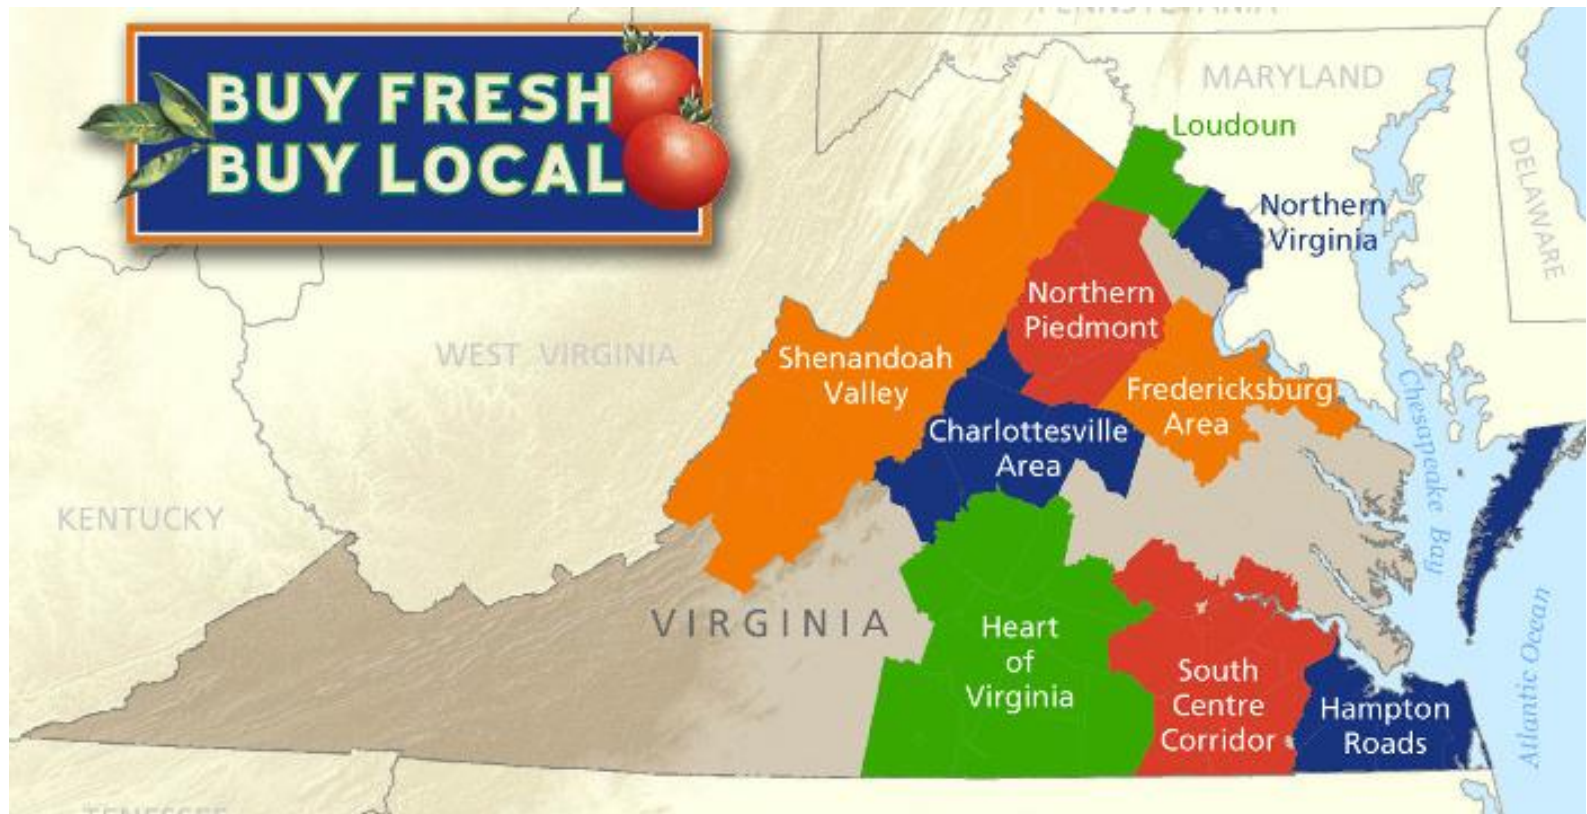 BUY FRESH
BUY LOCAL
MARYLAND
Loudoun
DELAWARE
Northern
Virginia
Northern
Piedmont
WEST VIRGINIA
Shenandoah
Valley
Fredericksburg
Area
Chesapeake Bay
Charlottesville
Area
KENTUCKY
VIRGINIA
Heart
of
Virginia
South
Centre
Corridor
Hampton
Roads
Atlantic Ocean
TENNESSEE